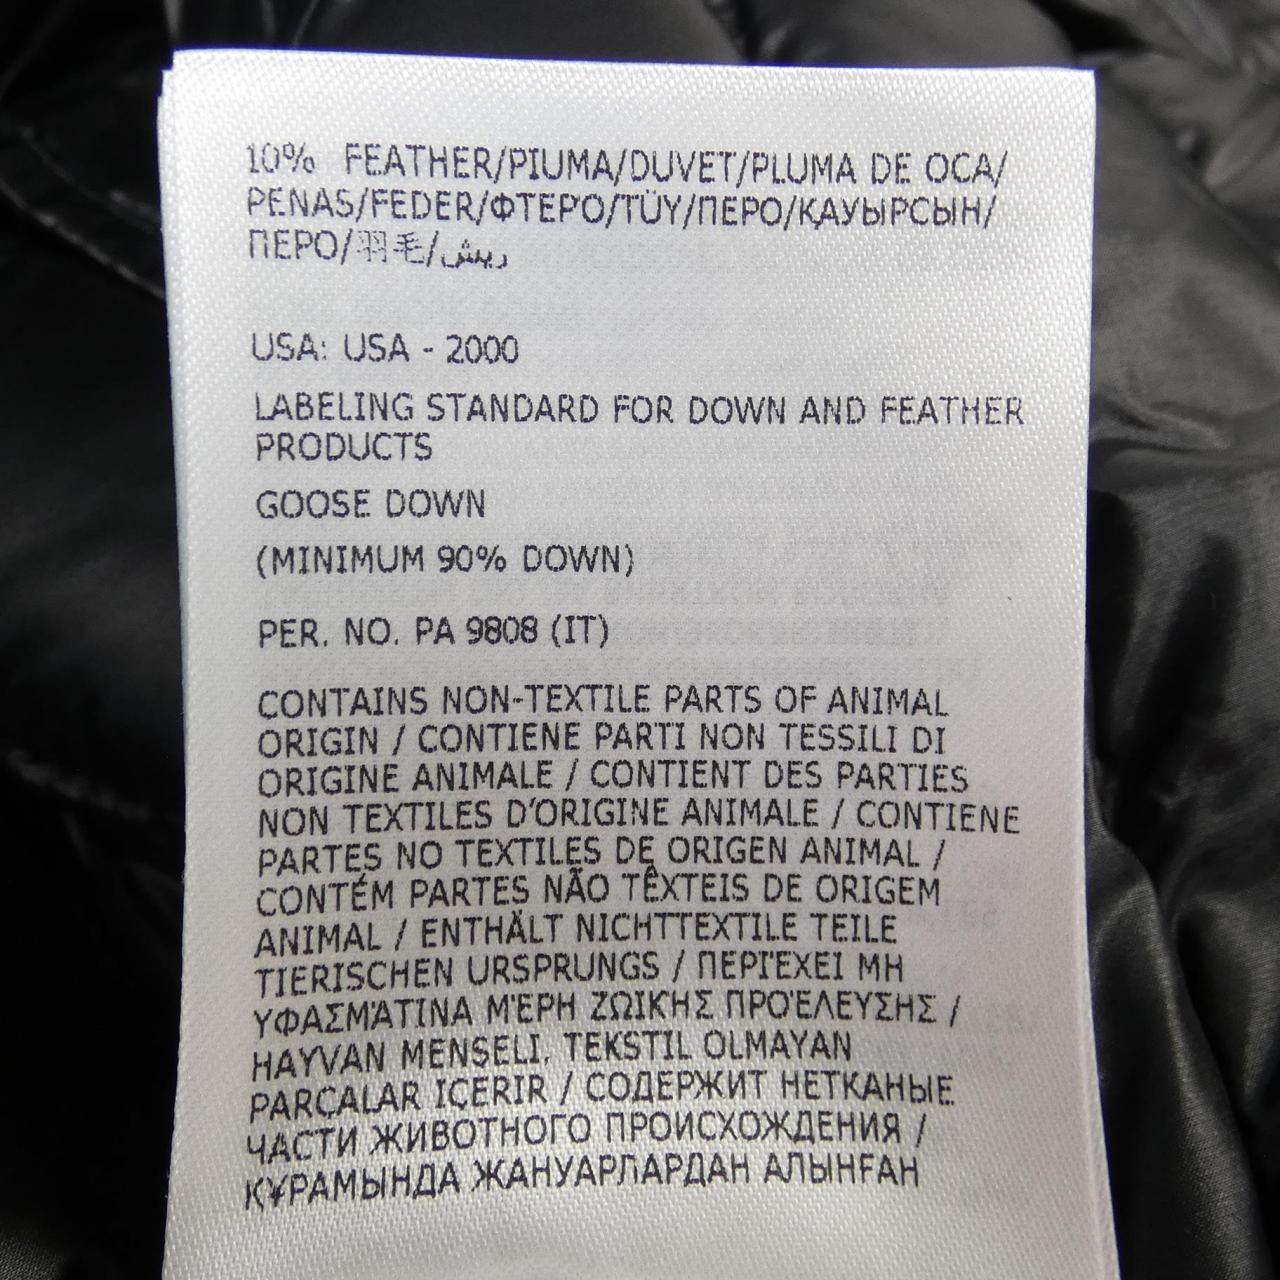 10% FEATHER/PIUMA/DUVET/PLUMA DE OCA/
PENAS/FEDER/ΦΤΕΡΟ/TÜY/ПЕРО/ҚАУЫРСЫН/
ПЕРО/羽毛/ريش
USA: USA - 2000
LABELING STANDARD FOR DOWN AND FEATHER
PRODUCTS
GOOSE DOWN
(MINIMUM 90% DOWN)
PER. NO. PA 9808 (IT)
CONTAINS NON-TEXTILE PARTS OF ANIMAL
ORIGIN / CONTIENE PARTI NON TESSILI DI
ORIGINE ANIMALE / CONTIENT DES PARTIES
NON TEXTILES D'ORIGINE ANIMALE / CONTIENE
PARTES NO TEXTILES DE ORIGEN ANIMAL /
CONTÉM PARTES NÃO TÊXTEIS DE ORIGEM
ANIMAL / ENTHÄLT NICHTTEXTILE TEILE
TIERISCHEN URSPRUNGS / ΠΕΡΙΈΧΕΙ ΜΗ
ΥΦΑΣΜΆΤΙΝΑ ΜΈΡΗ ΖΩΙΚΉΣ ΠΡΟΈΛΕΥΣΗΣ /
HAYVAN MENSELI, TEKSTIL OLMAYAN
PARÇALAR IÇERIR / СОДЕРЖИТ НЕТКАНЫЕ
ЧАСТИ ЖИВОТНОГО ПРОИСХОЖДЕНИЯ /
ҚҰРАМЫНДА ЖАНУАРЛАРДАН АЛЫНҒАН